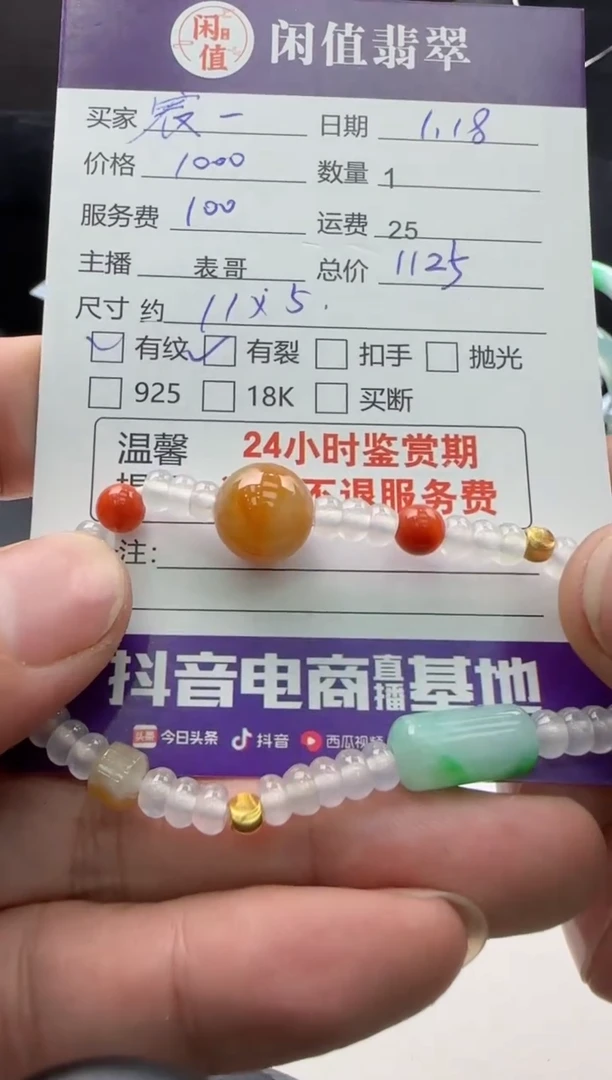 闲值 闲值翡翠
买家 宸一 日期 1.18
价格 1000 数量 1
服务费 100 运费 25
主播 表哥 总价 1125
尺寸 约 11×5.
有纹 有裂 扣手 抛光
925 18K 买断
温馨 24小时鉴赏期
不退服务费
注:
抖音电商直播基地
头条 今日头条 抖音 西瓜视频